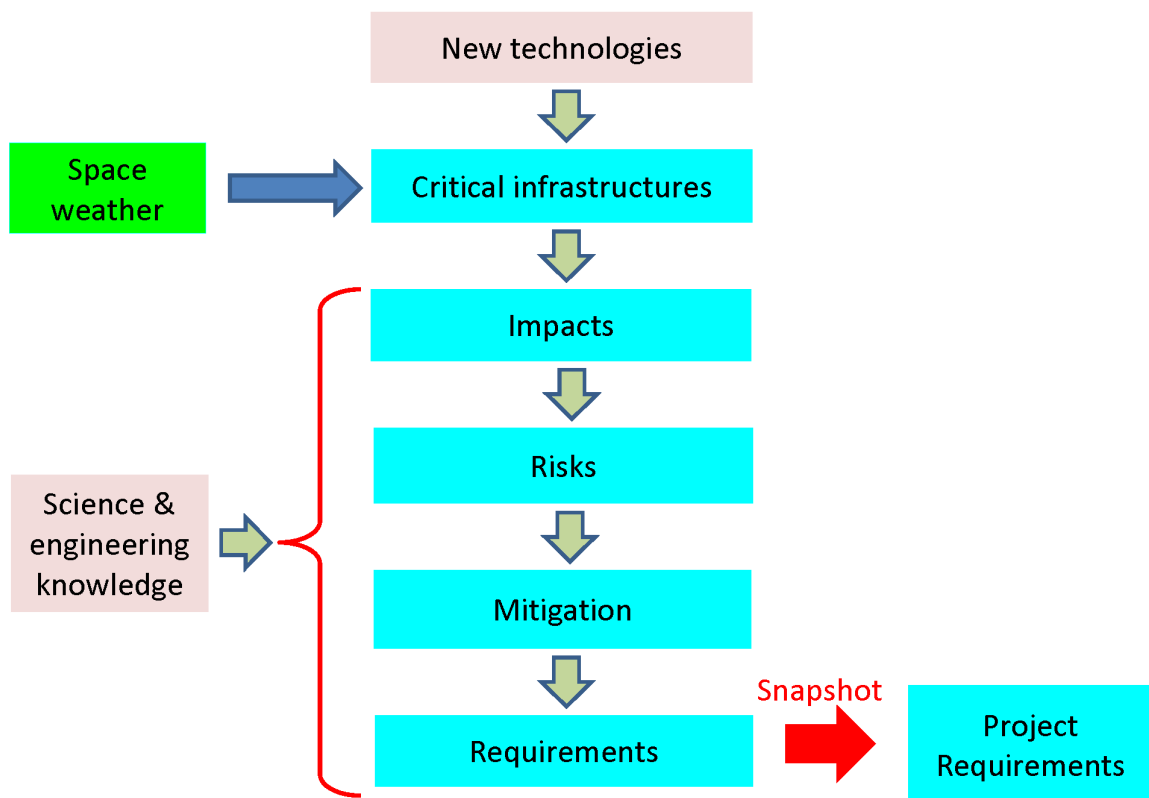 New technologies
Space
weather
Critical infrastructures
Impacts
Risks
Science &
engineering
knowledge
Mitigation
Snapshot
Requirements
Project
Requirements